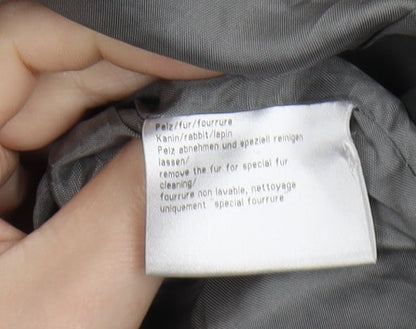 Pelz/fur/fourrure
Kanin/rabbit/lapin
Pelz abnehmen und speziell reinigen
lassen/
remove the fur for special fur
cleaning/
fourrure non lavable, nettoyage
uniquement "special fourrure"